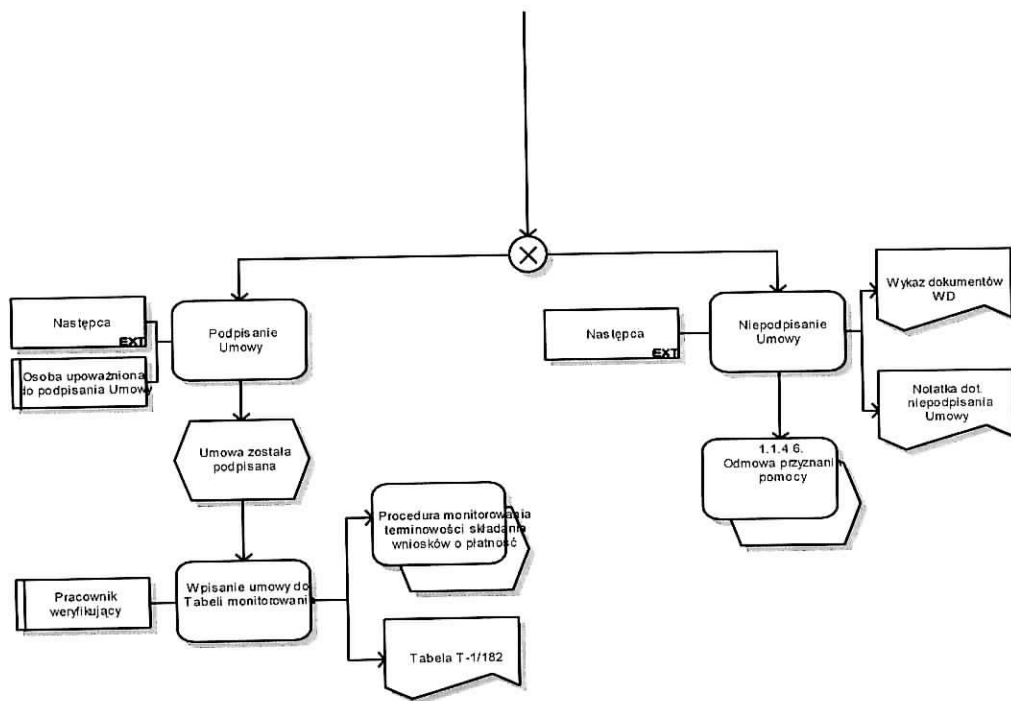 Wykaz dokumentów
WD
Następca
EXT
Podpisanie
Umowy
Następca
EXT
Niepodpisanie
Umowy
Osoba upoważniona
do podpisania Umowy
Notatka dot.
niepodpisania
Umowy
Umowa została
podpisana
1.1.4.6.
Odmowa przyznani
pomocy
Procedura monitorowania
terminowości składania
wniosków o płatność
Pracownik
weryfikujący
Wpisanie umowy do
Tabeli monitorowani
Tabela T-1/182